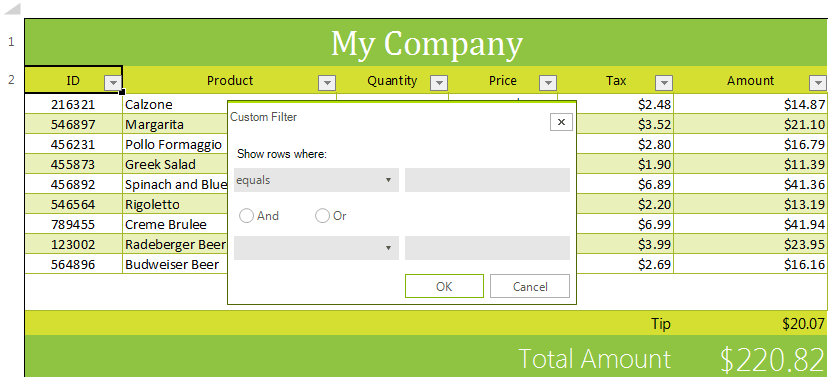 1 My Company
2 ID Product Quantity Price Tax Amount
216321 Calzone $2.48 $14.87
546897 Margarita $3.52 $21.10
456231 Pollo Formaggio $2.80 $16.79
455873 Greek Salad $1.90 $11.39
456892 Spinach and Blue $6.89 $41.36
546564 Rigoletto $2.20 $13.19
789455 Creme Brulee $6.99 $41.94
123002 Radeberger Beer $3.99 $23.95
564896 Budweiser Beer $2.69 $16.16
Custom Filter
Show rows where:
equals
And Or
OK Cancel
Tip $20.07
Total Amount $220.82